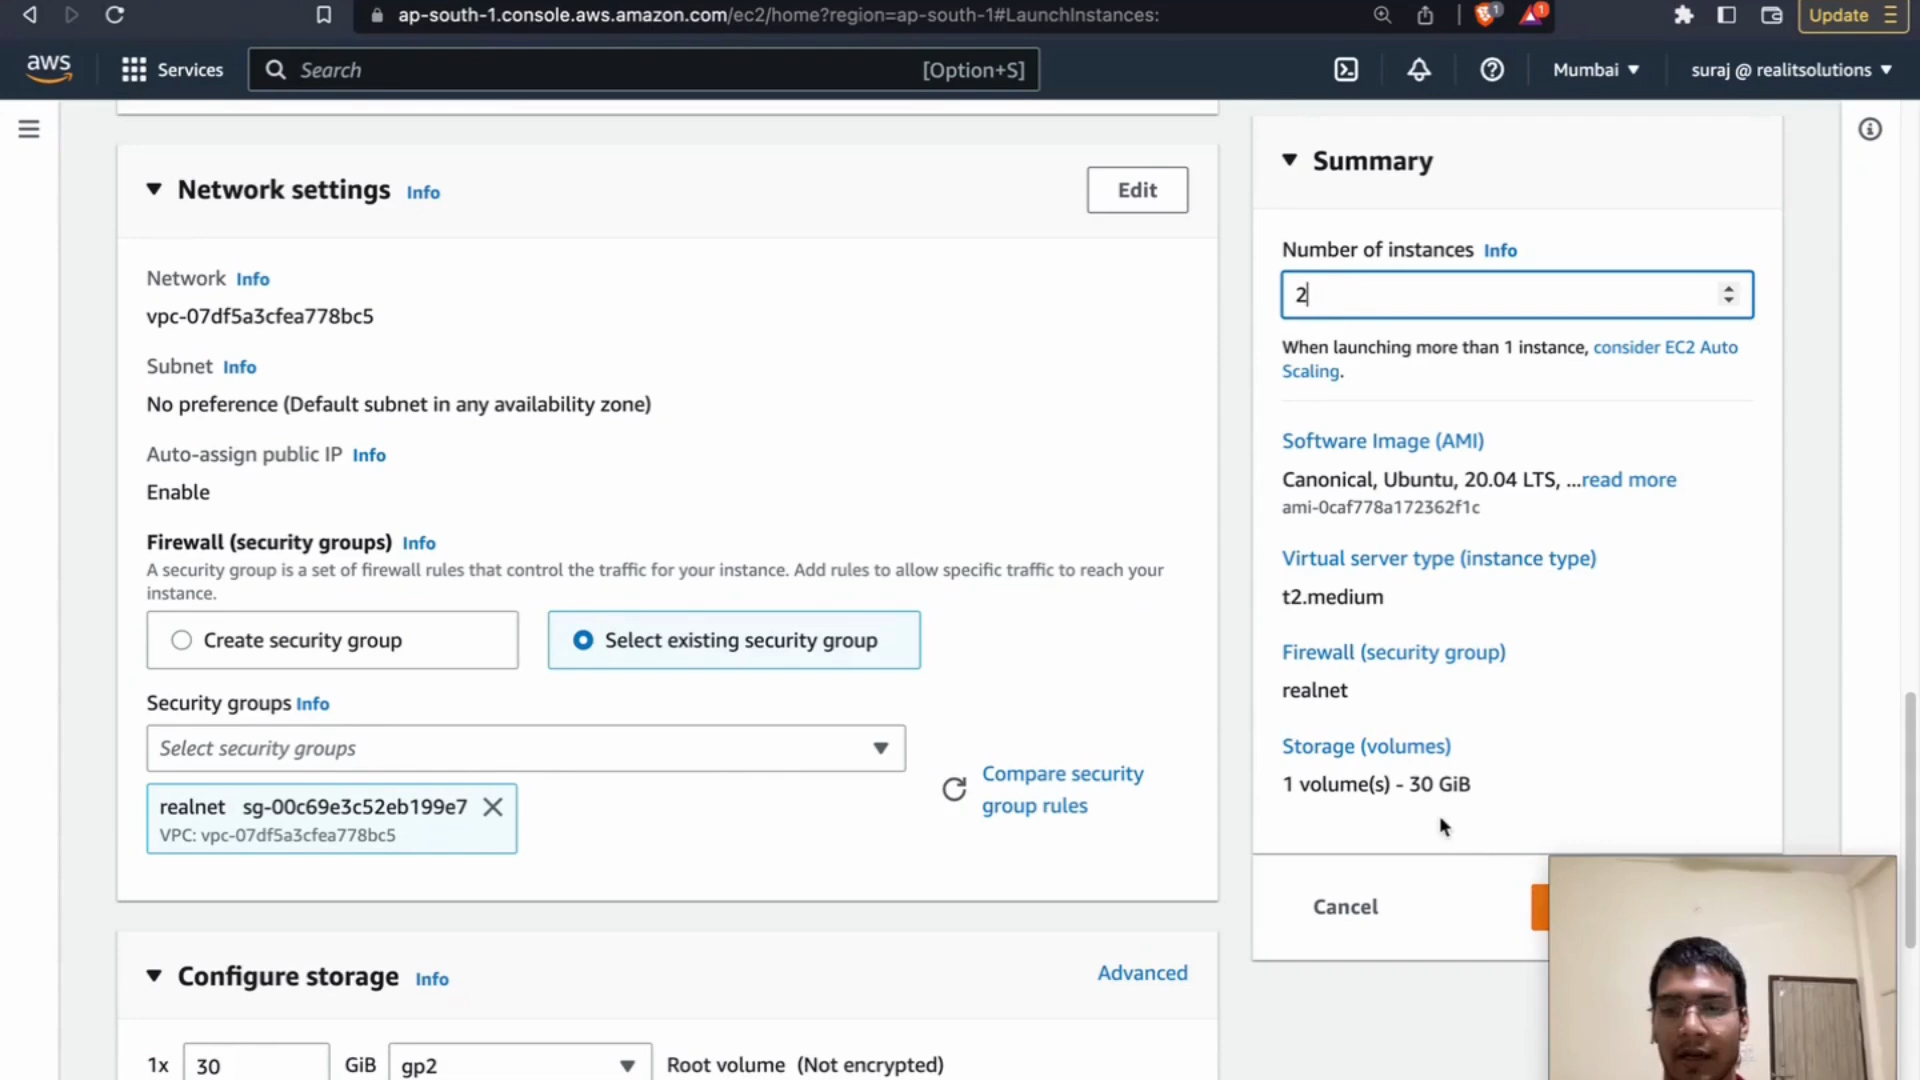 ap-south-1.console.aws.amazon.com/ec2/home?region=ap-south-1#LaunchInstances:
1
1
Update
aws
Services
Search
[Option+S]
Mumbai
suraj @ realitsolutions
Network settings Info
Edit
Network Info
vpc-07df5a3cfea778bc5
Subnet Info
No preference (Default subnet in any availability zone)
Auto-assign public IP Info
Enable
Firewall (security groups) Info
A security group is a set of firewall rules that control the traffic for your instance. Add rules to allow specific traffic to reach your
instance.
Create security group
Select existing security group
Security groups Info
Select security groups
realnet sg-00c69e3c52eb199e7
VPC: vpc-07df5a3cfea778bc5
Compare security
group rules
Configure storage Info
Advanced
1x
30
GiB
gp2
Root volume (Not encrypted)
Summary
Number of instances Info
2
When launching more than 1 instance, consider EC2 Auto
Scaling.
Software Image (AMI)
Canonical, Ubuntu, 20.04 LTS, ...read more
ami-0caf778a172362f1c
Virtual server type (instance type)
t2.medium
Firewall (security group)
realnet
Storage (volumes)
1 volume(s) - 30 GiB
Cancel